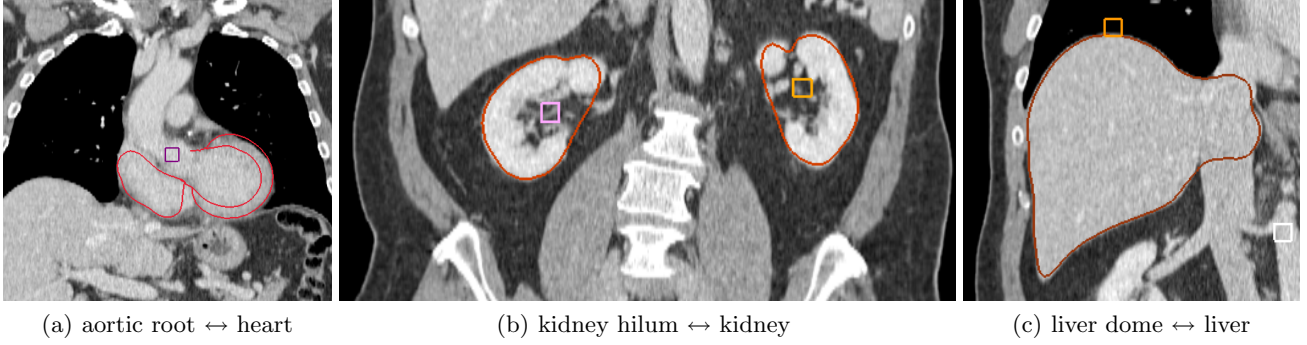 (a) aortic root ↔ heart
(b) kidney hilum ↔ kidney
(c) liver dome ↔ liver